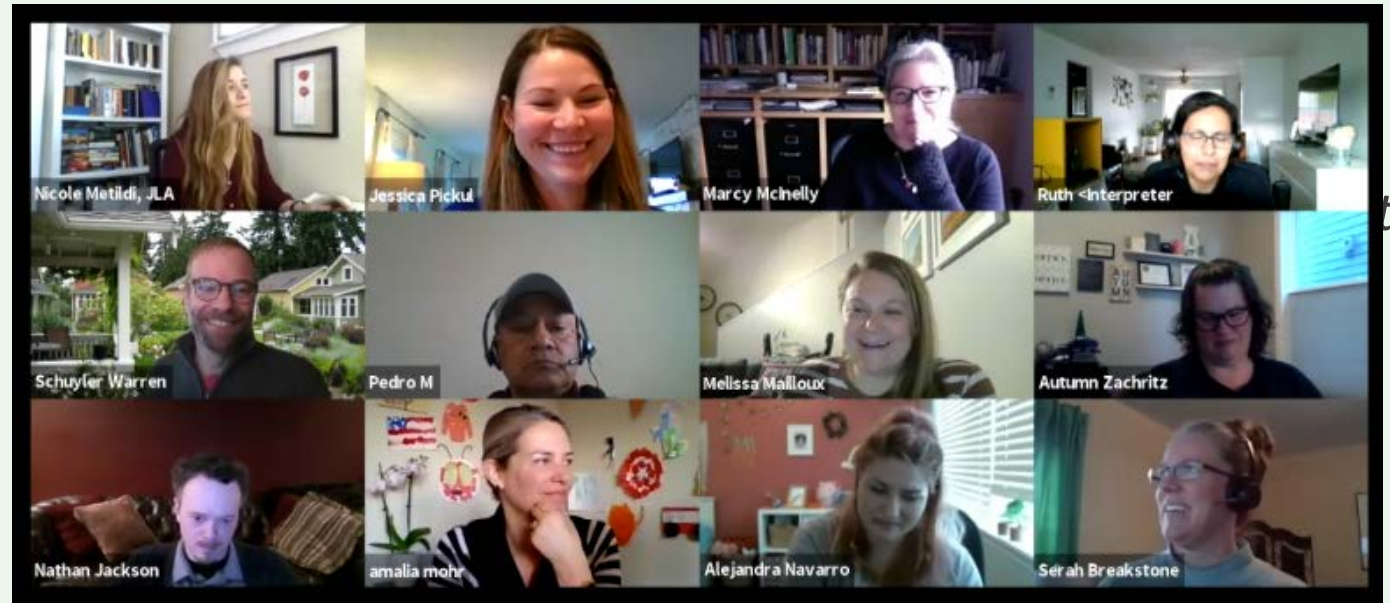 Nicole Metildi, JLA
Jessica Pickul
Marcy McInelly
Ruth <Interpreter
Schuyler Warren
Pedro M
Melissa Mailloux
Autumn Zachritz
Nathan Jackson
amalia mohr
Alejandra Navarro
Serah Breakstone